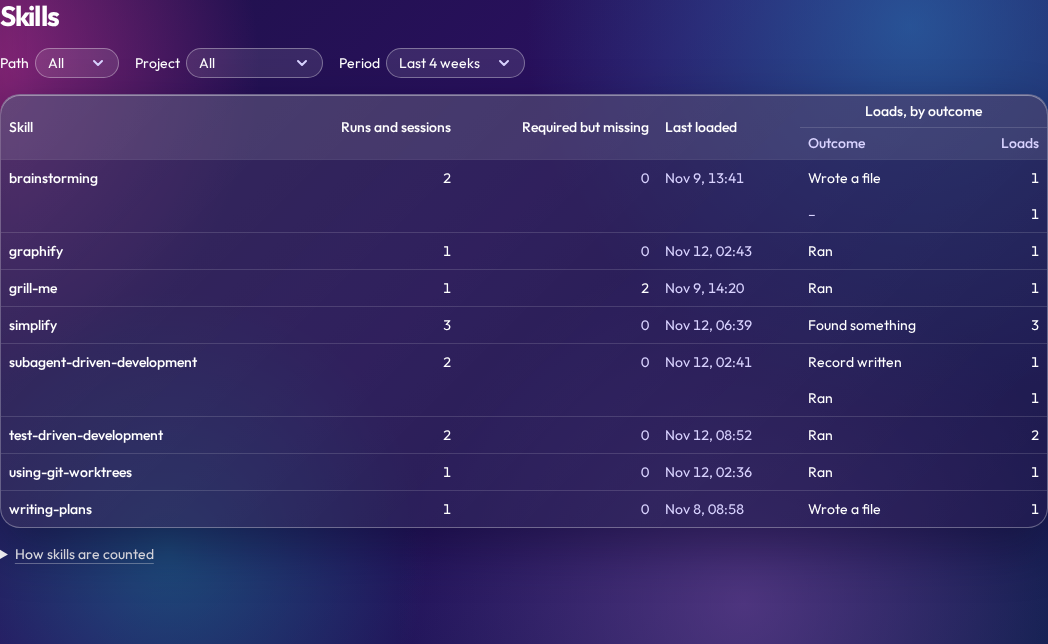 Skills
Path All Project All Period Last 4 weeks
Skill Runs and sessions Required but missing Last loaded Loads, by outcome
Outcome Loads
brainstorming 2 0 Nov 9, 13:41 Wrote a file 1
– 1
graphify 1 0 Nov 12, 02:43 Ran 1
grill-me 1 2 Nov 9, 14:20 Ran 1
simplify 3 0 Nov 12, 06:39 Found something 3
subagent-driven-development 2 0 Nov 12, 02:41 Record written 1
Ran 1
test-driven-development 2 0 Nov 12, 08:52 Ran 2
using-git-worktrees 1 0 Nov 12, 02:36 Ran 1
writing-plans 1 0 Nov 8, 08:58 Wrote a file 1
How skills are counted